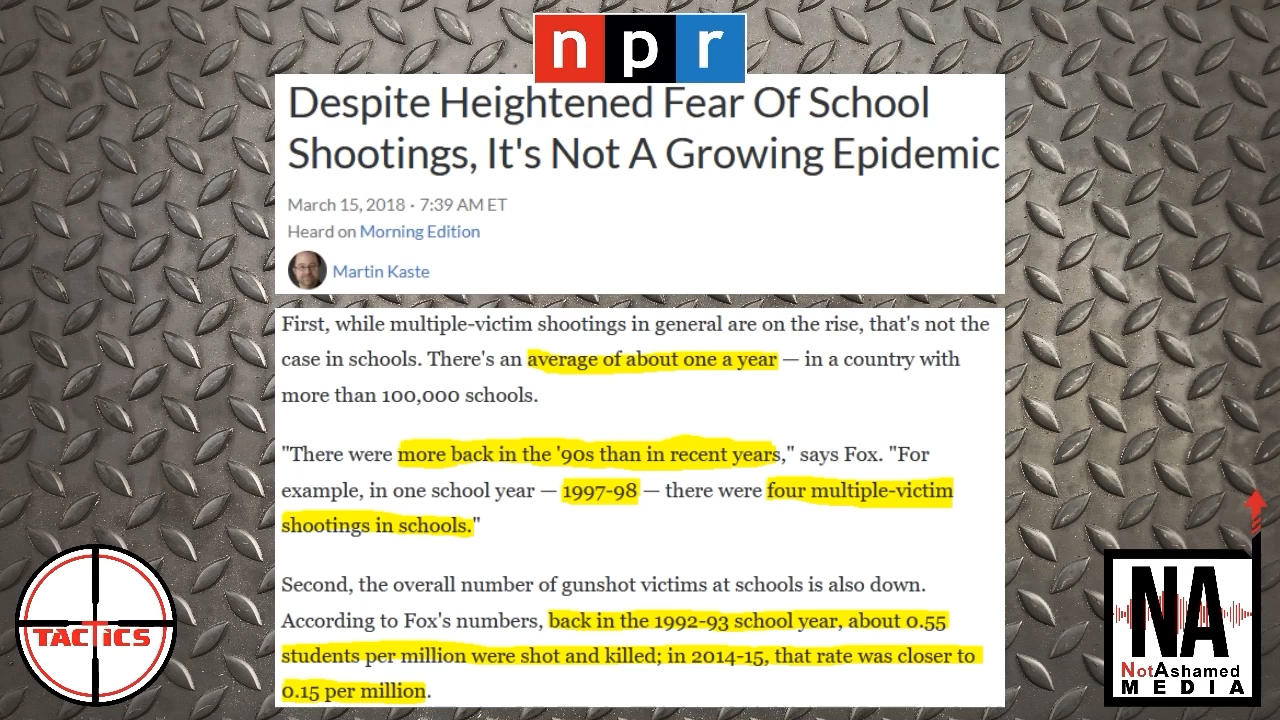 npr
Despite Heightened Fear Of School
Shootings, It's Not A Growing Epidemic
March 15, 2018 · 7:39 AM ET
Heard on Morning Edition
Martin Kaste
First, while multiple-victim shootings in general are on the rise, that's not the
case in schools. There's an average of about one a year — in a country with
more than 100,000 schools.
"There were more back in the '90s than in recent years," says Fox. "For
example, in one school year — 1997-98 — there were four multiple-victim
shootings in schools."
Second, the overall number of gunshot victims at schools is also down.
According to Fox's numbers, back in the 1992-93 school year, about 0.55
students per million were shot and killed; in 2014-15, that rate was closer to
0.15 per million.
TACTICS
NA
NotAshamed
MEDIA